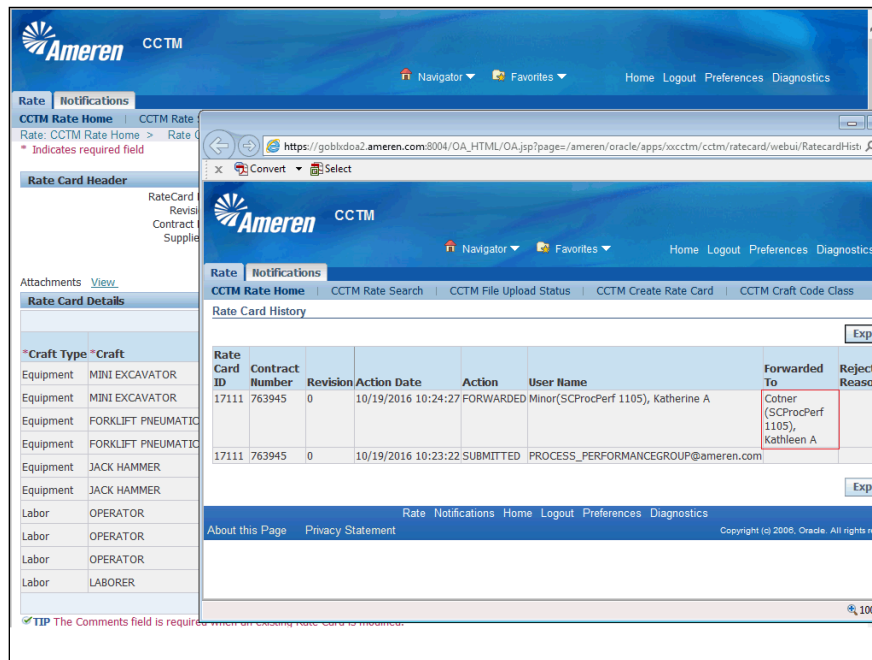 Ameren CCTM
Navigator Favorites Home Logout Preferences Diagnostics
Rate Notifications
CCTM Rate Home | CCTM Rate
Rate: CCTM Rate Home > Rate
* Indicates required field
Rate Card Header
RateCard
Revisi
Contract
Supplie
Attachments View
Rate Card Details
*Craft Type *Craft
Equipment MINI EXCAVATOR
Equipment MINI EXCAVATOR
Equipment FORKLIFT PNEUMATIC
Equipment FORKLIFT PNEUMATIC
Equipment JACK HAMMER
Equipment JACK HAMMER
Labor OPERATOR
Labor OPERATOR
Labor OPERATOR
Labor LABORER
TIP The Comments field is required when an existing Rate Card is modified.
https://goblxdoa2.ameren.com:8004/OA_HTML/OA.jsp?page=/ameren/oracle/apps/xxcctm/cctm/ratecard/webui/RatecardHist
x Convert Select
Ameren CCTM
Navigator Favorites Home Logout Preferences Diagnostics
Rate Notifications
CCTM Rate Home | CCTM Rate Search | CCTM File Upload Status | CCTM Create Rate Card | CCTM Craft Code Class
Rate Card History
Exp
Rate
Card Contract Forwarded Reject
ID Number Revision Action Date Action User Name To Reaso
17111 763945 0 10/19/2016 10:24:27 FORWARDED Minor(SCProcPerf 1105), Katherine A Cotner
(SCProcPerf
1105),
Kathleen A
17111 763945 0 10/19/2016 10:23:22 SUBMITTED PROCESS_PERFORMANCEGROUP@ameren.com
Exp
Rate Notifications Home Logout Preferences Diagnostics
About this Page Privacy Statement Copyright (c) 2006, Oracle. All rights re
100